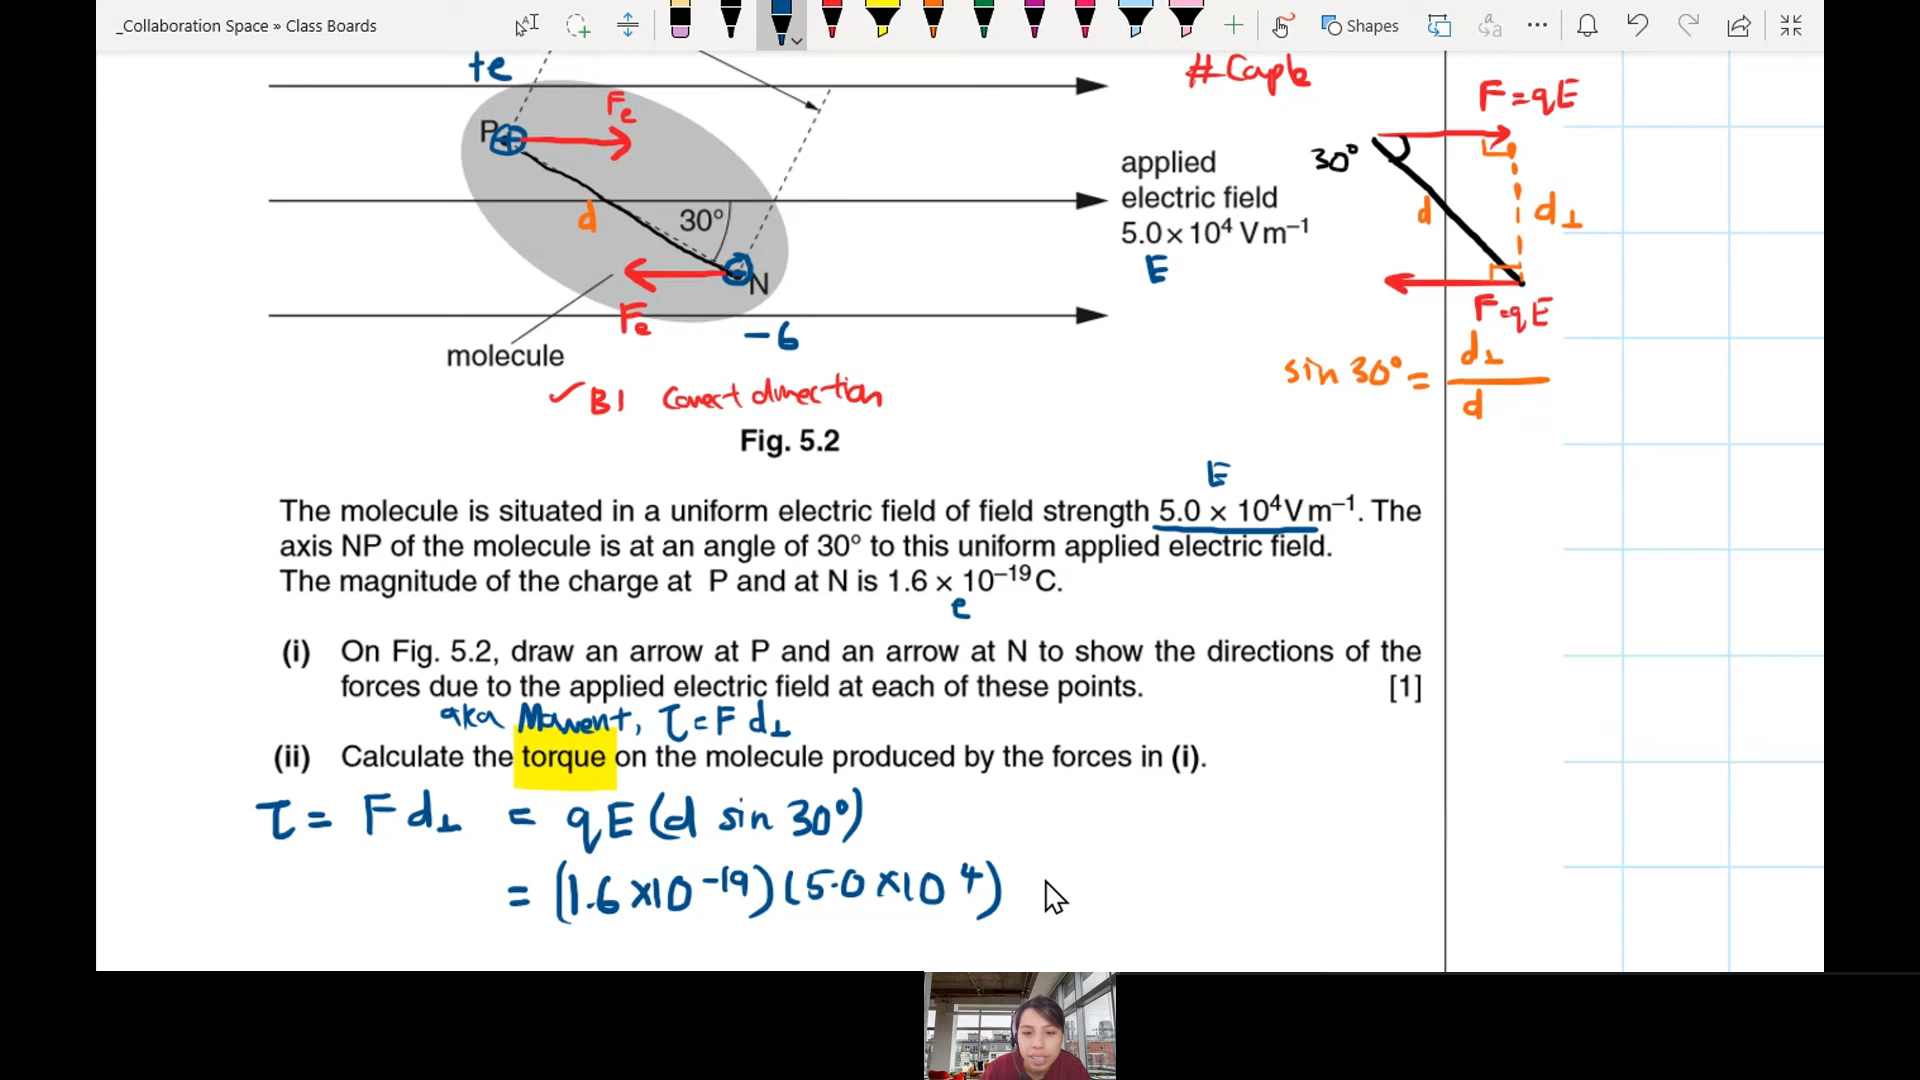 _Collaboration Space » Class Boards
Shapes
+e
#Couple
F=qE
P
Fe
30°
applied
electric field
5.0 × 10⁴ V m⁻¹
E
d
30°
d
d⊥
N
Fe
F=qE
-e
molecule
sin 30° = d⊥/d
✓B1 Correct direction
Fig. 5.2
E
The molecule is situated in a uniform electric field of field strength 5.0 × 10⁴ V m⁻¹. The
axis NP of the molecule is at an angle of 30° to this uniform applied electric field.
The magnitude of the charge at P and at N is 1.6 × 10⁻¹⁹ C.
e
(i) On Fig. 5.2, draw an arrow at P and an arrow at N to show the directions of the
forces due to the applied electric field at each of these points. [1]
aka Moment, τ = F d⊥
(ii) Calculate the torque on the molecule produced by the forces in (i).
τ = F d⊥ = qE (d sin 30°)
= (1.6 × 10⁻¹⁹)(5.0 × 10⁴)